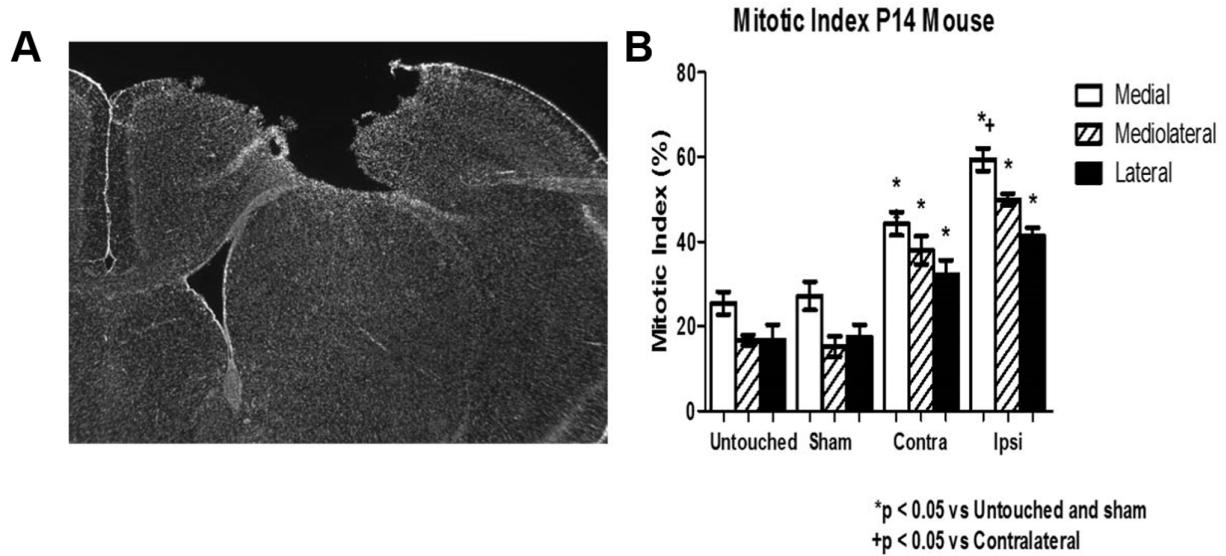 A
B
Mitotic Index P14 Mouse
Mitotic Index (%)
80
60
40
20
0
*+
*
*
*
*
*
Untouched Sham Contra Ipsi
Medial
Mediolateral
Lateral
*p < 0.05 vs Untouched and sham
+p < 0.05 vs Contralateral